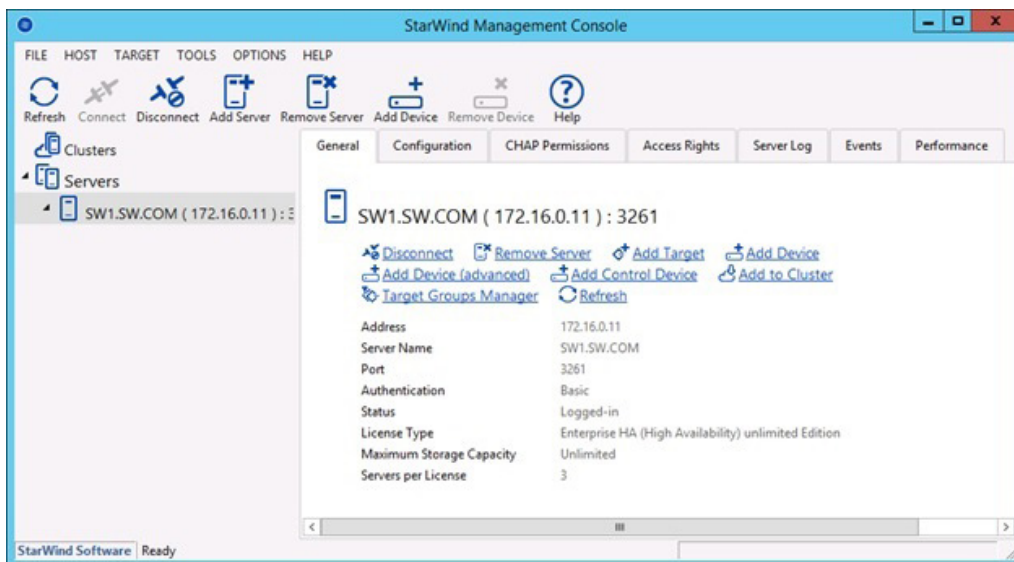 StarWind Management Console
FILE HOST TARGET TOOLS OPTIONS HELP
Refresh Connect Disconnect Add Server Remove Server Add Device Remove Device Help
Clusters
Servers
SW1.SW.COM ( 172.16.0.11 ) : 3
General Configuration CHAP Permissions Access Rights Server Log Events Performance
SW1.SW.COM ( 172.16.0.11 ) : 3261
Disconnect Remove Server Add Target Add Device
Add Device (advanced) Add Control Device Add to Cluster
Target Groups Manager Refresh
Address 172.16.0.11
Server Name SW1.SW.COM
Port 3261
Authentication Basic
Status Logged-in
License Type Enterprise HA (High Availability) unlimited Edition
Maximum Storage Capacity Unlimited
Servers per License 3
StarWind Software Ready